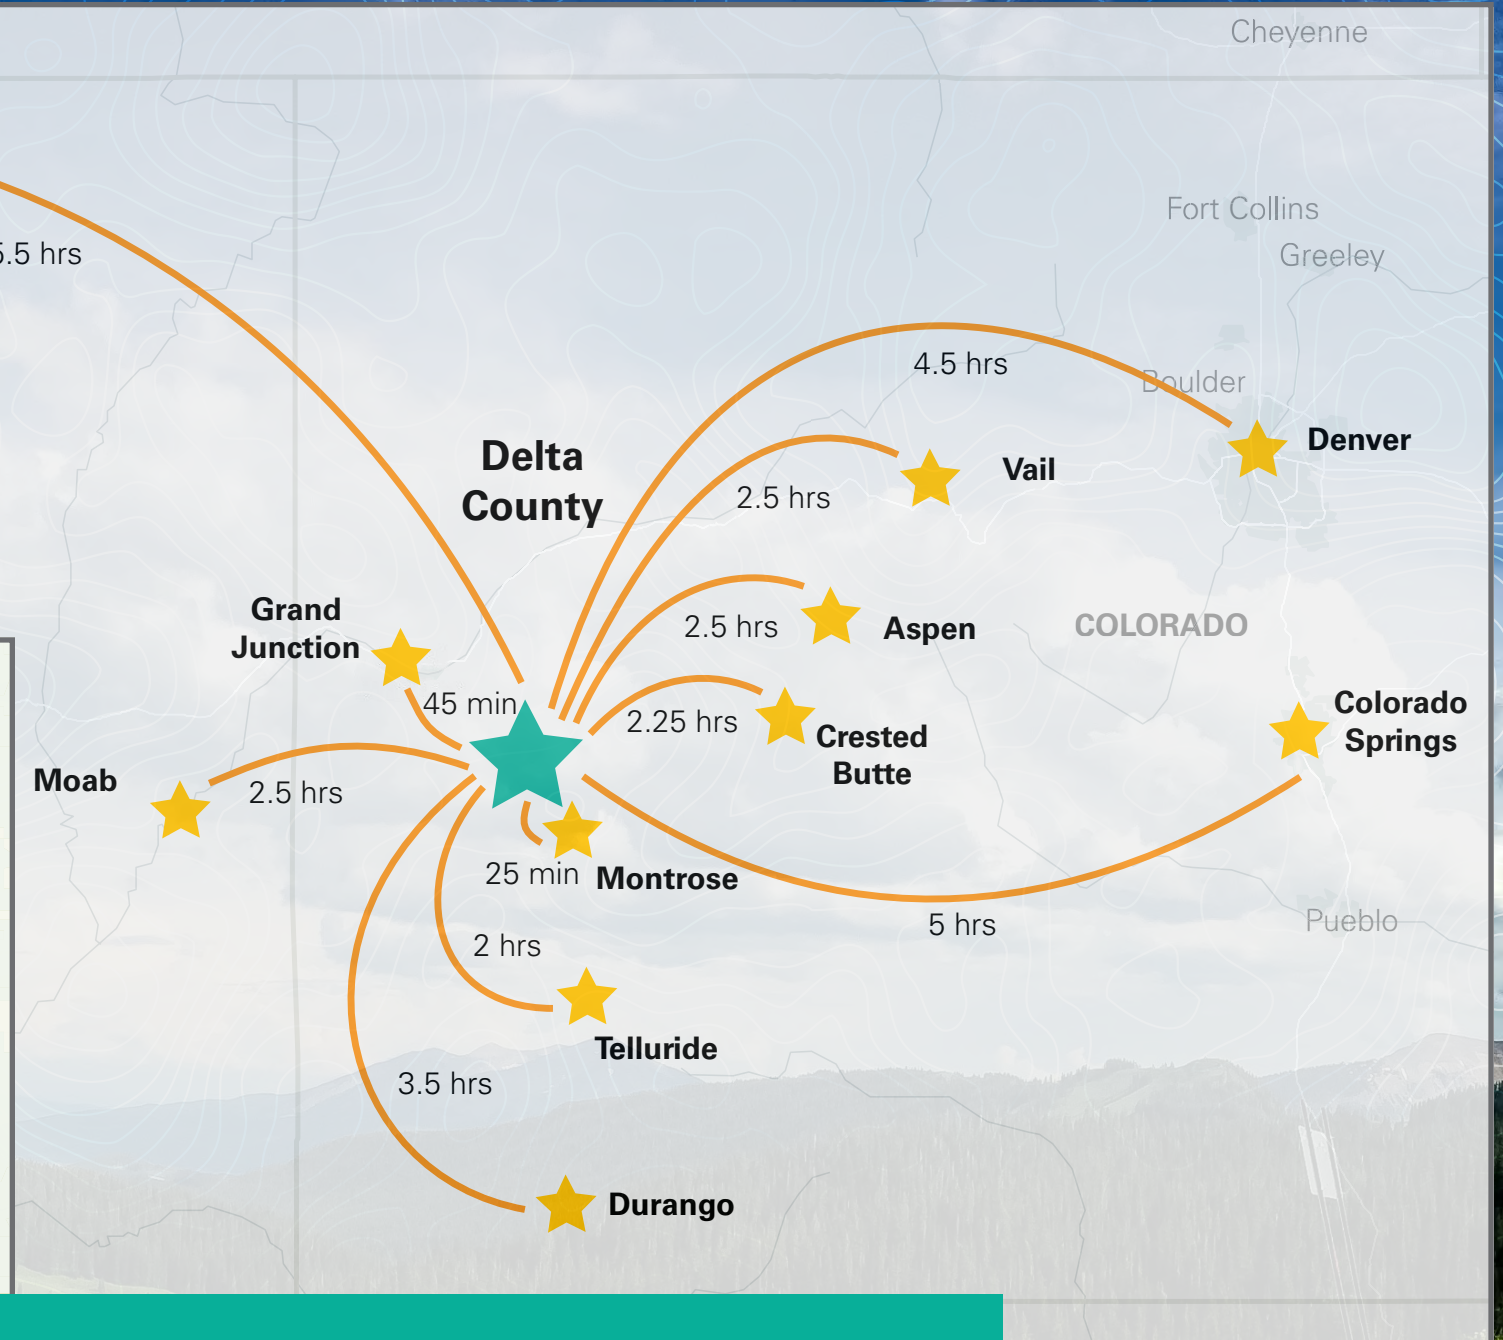 Cheyenne
Fort Collins
Greeley
.5 hrs
4.5 hrs
Boulder
Denver
Delta
County
Vail
2.5 hrs
Grand
Junction
2.5 hrs
Aspen
COLORADO
45 min
2.25 hrs
Crested
Butte
Colorado
Springs
Moab
2.5 hrs
25 min
Montrose
5 hrs
Pueblo
2 hrs
Telluride
3.5 hrs
Durango